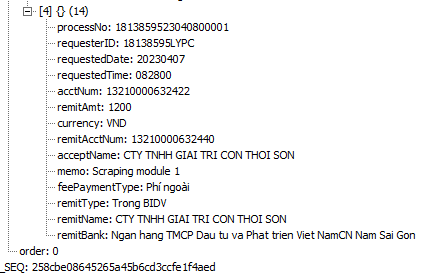 [4] {} (14)
processNo: 1813859523040800001
requesterID: 18138595LYPC
requestedDate: 20230407
requestedTime: 082800
acctNum: 13210000632422
remitAmt: 1200
currency: VND
remitAcctNum: 13210000632440
acceptName: CTY TNHH GIAI TRI CON THOI SON
memo: Scraping module 1
feePaymentType: Phí ngoài
remitType: Trong BIDV
remitName: CTY TNHH GIAI TRI CON THOI SON
remitBank: Ngan hang TMCP Dau tu va Phat trien Viet NamCN Nam Sai Gon
order: 0
_SEQ: 258cbe08645265a45b6cd3ccfe1f4aed